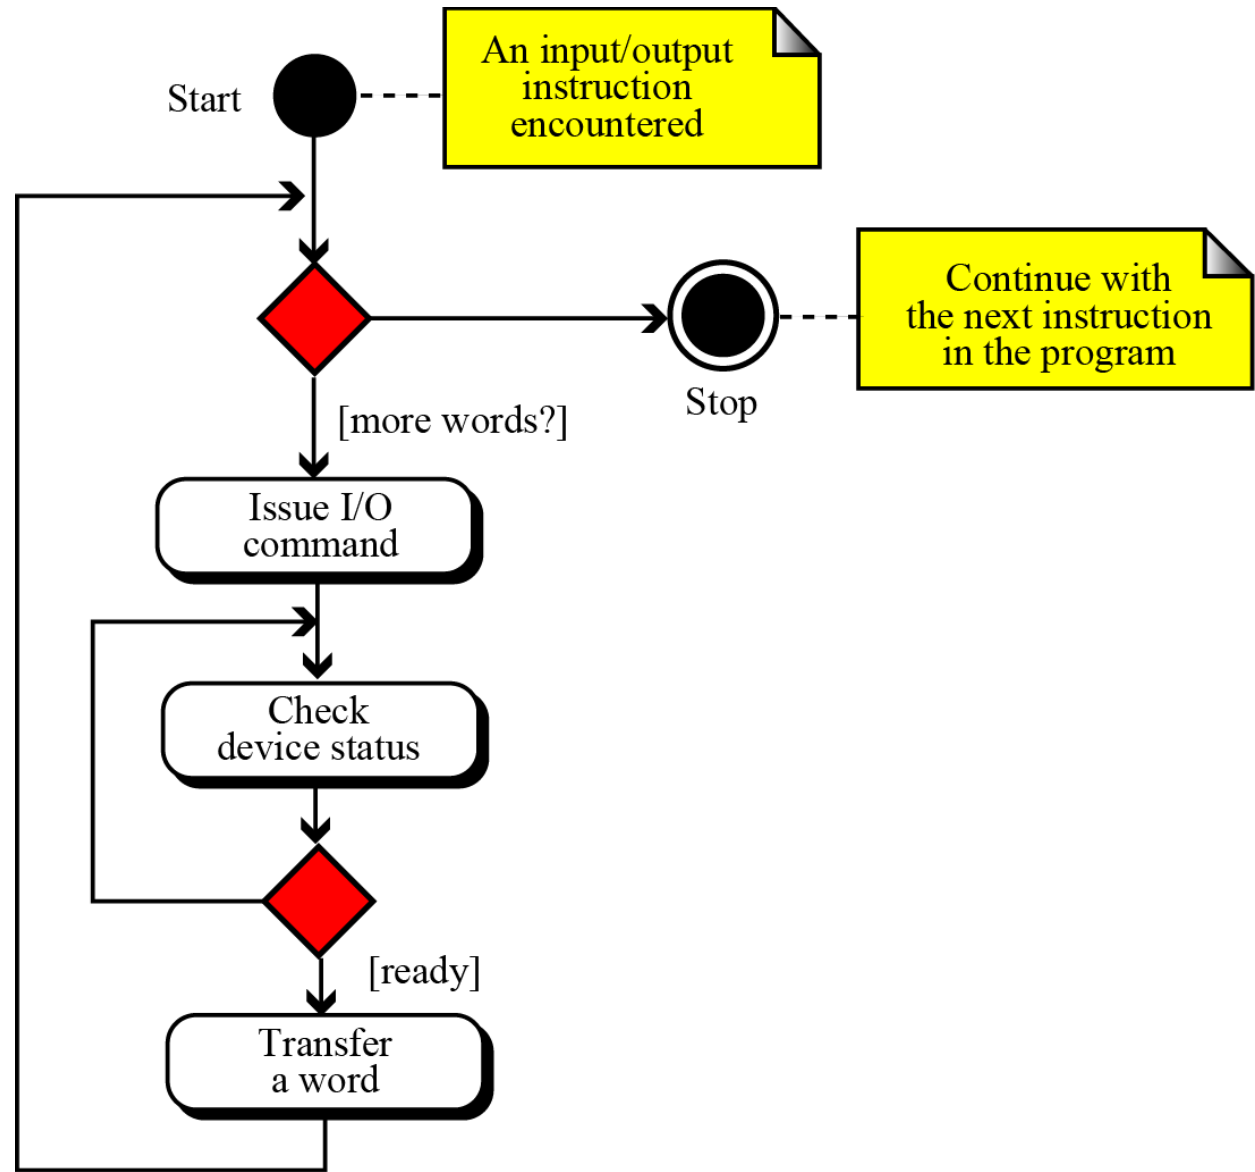 An input/output
instruction
encountered
Start
Continue with
the next instruction
in the program
Stop
[more words?]
Issue I/O
command
Check
device status
[ready]
Transfer
a word